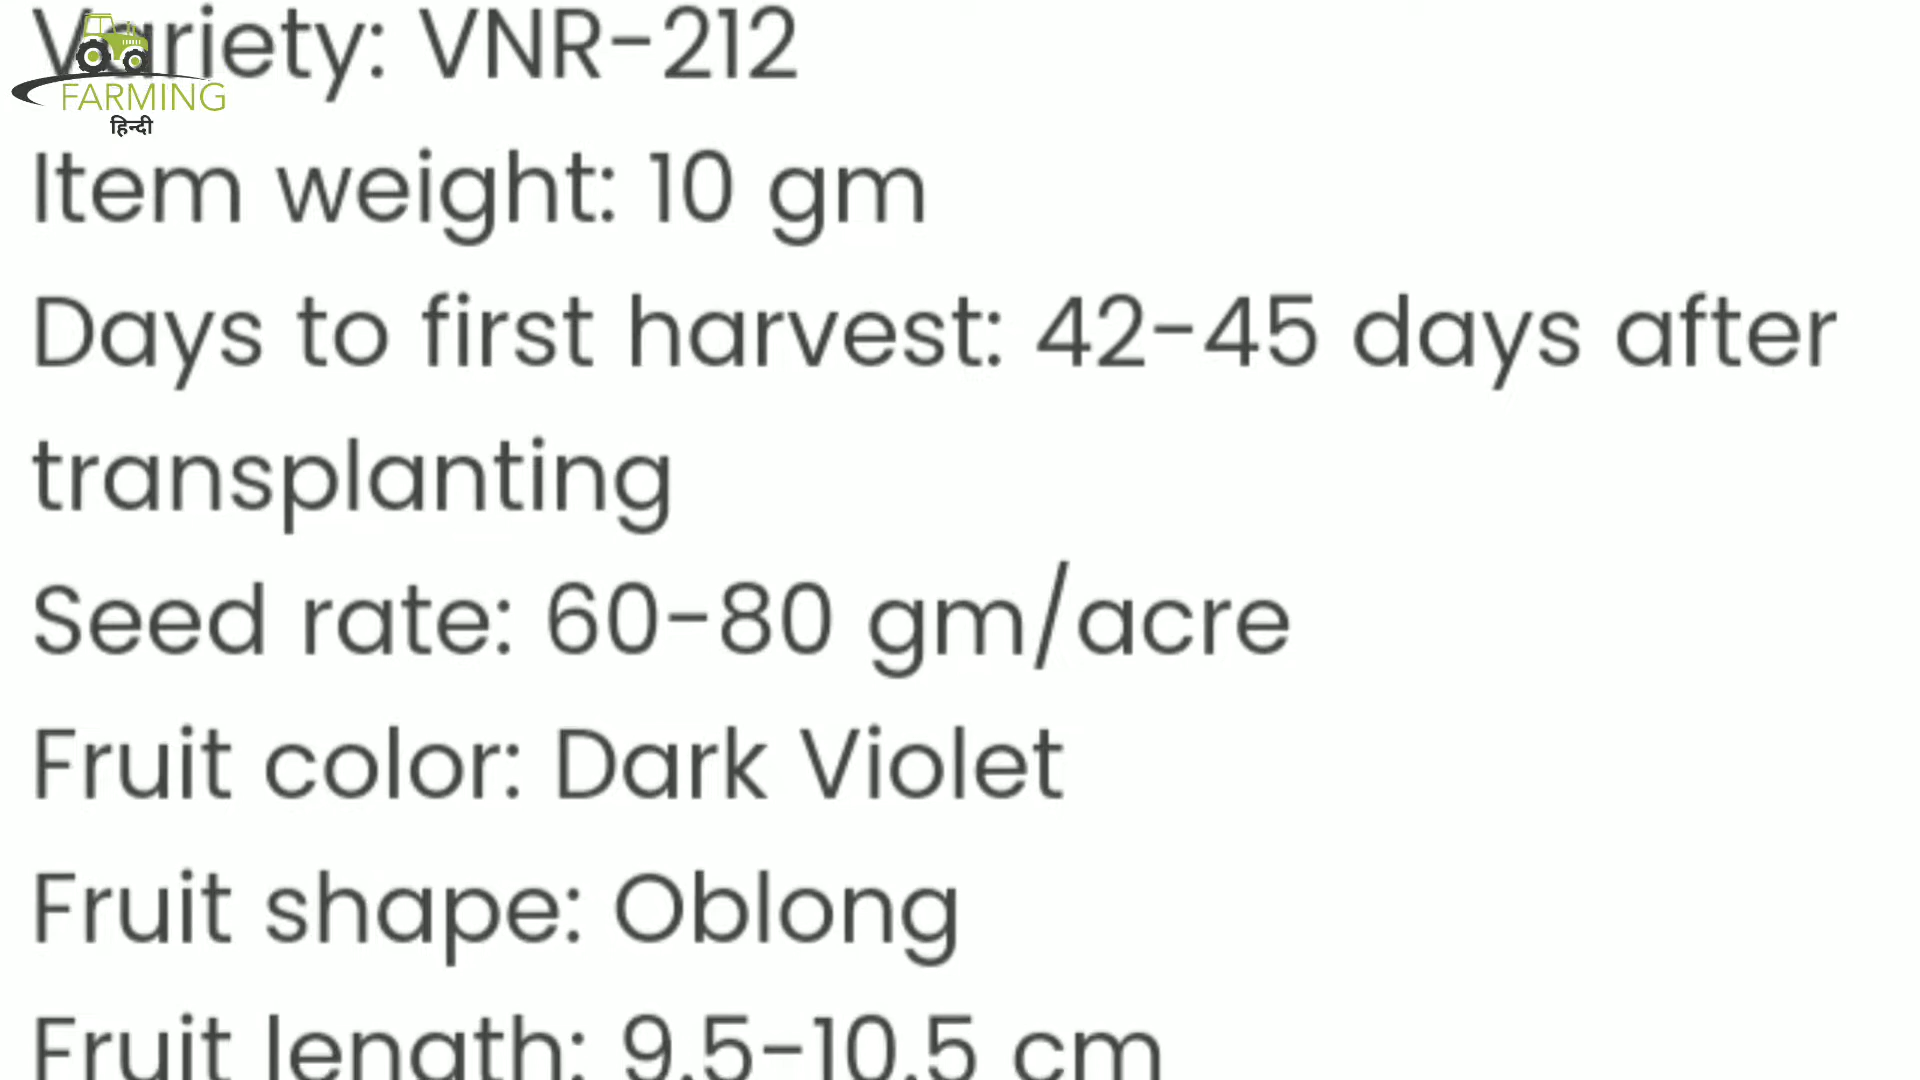 Variety: VNR-212
FARMING
हिन्दी
Item weight: 10 gm
Days to first harvest: 42-45 days after
transplanting
Seed rate: 60-80 gm/acre
Fruit color: Dark Violet
Fruit shape: Oblong
Fruit length: 9.5-10.5 cm